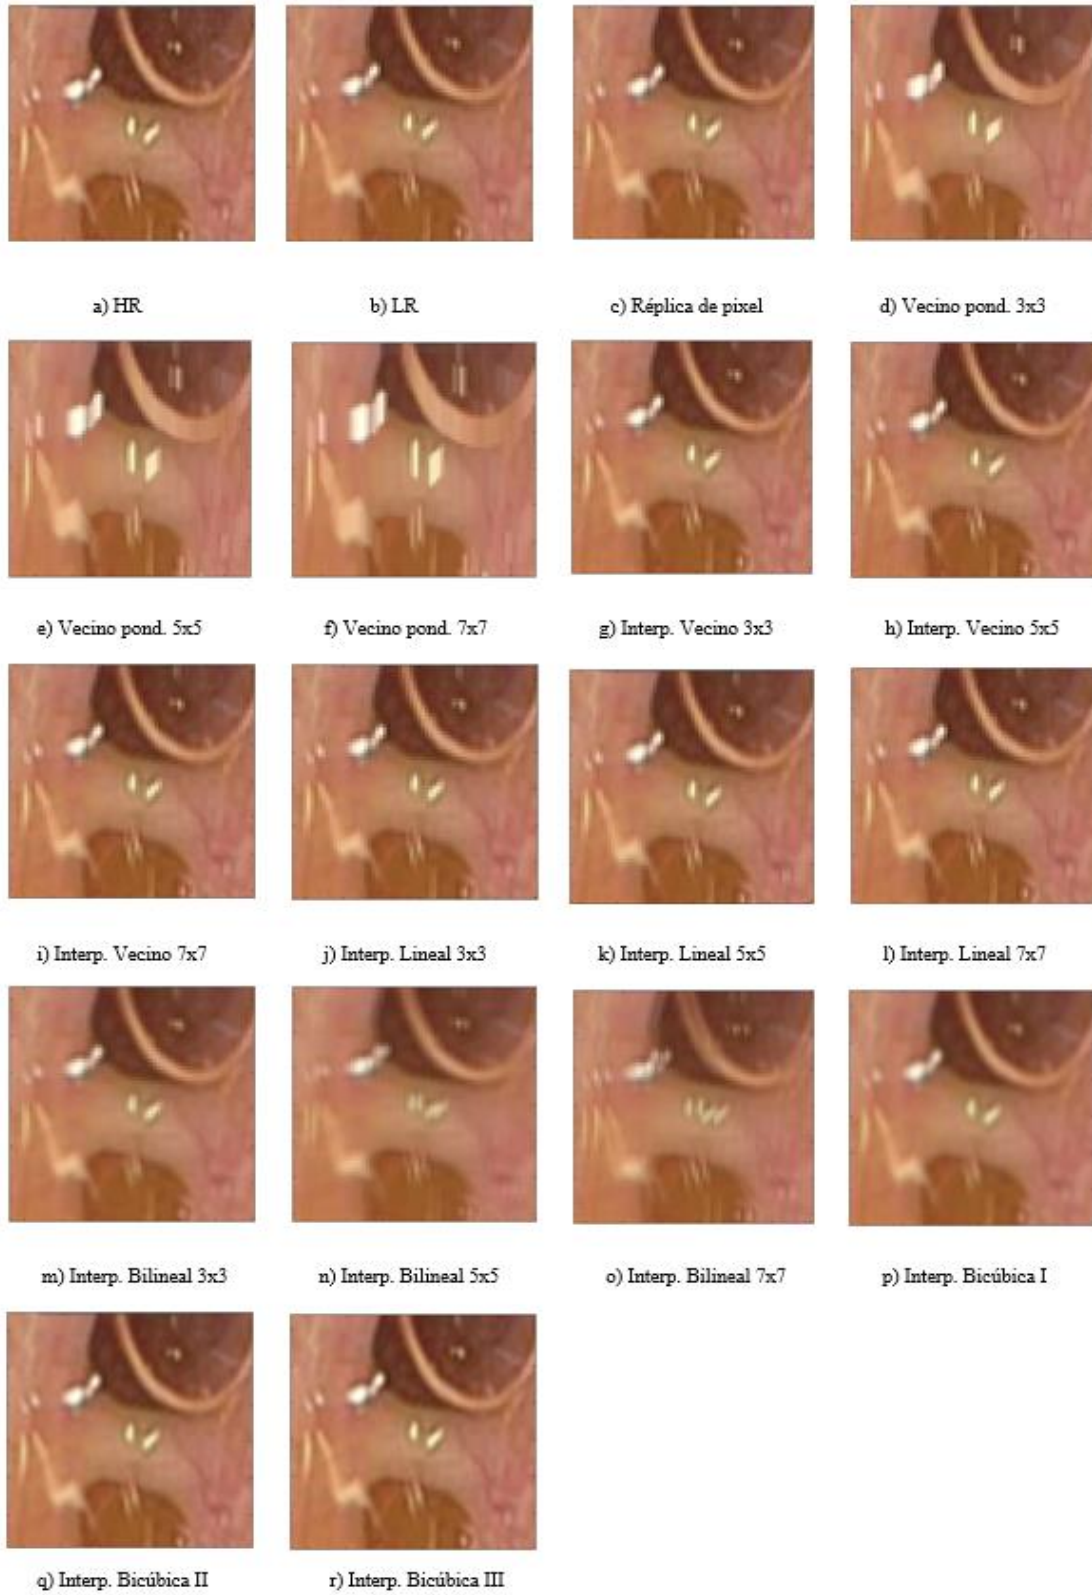 a) HR
b) LR
c) Réplica de pixel
d) Vecino pond. 3x3
e) Vecino pond. 5x5
f) Vecino pond. 7x7
g) Interp. Vecino 3x3
h) Interp. Vecino 5x5
i) Interp. Vecino 7x7
j) Interp. Lineal 3x3
k) Interp. Lineal 5x5
l) Interp. Lineal 7x7
m) Interp. Bilineal 3x3
n) Interp. Bilineal 5x5
o) Interp. Bilineal 7x7
p) Interp. Bicúbica I
q) Interp. Bicúbica II
r) Interp. Bicúbica III